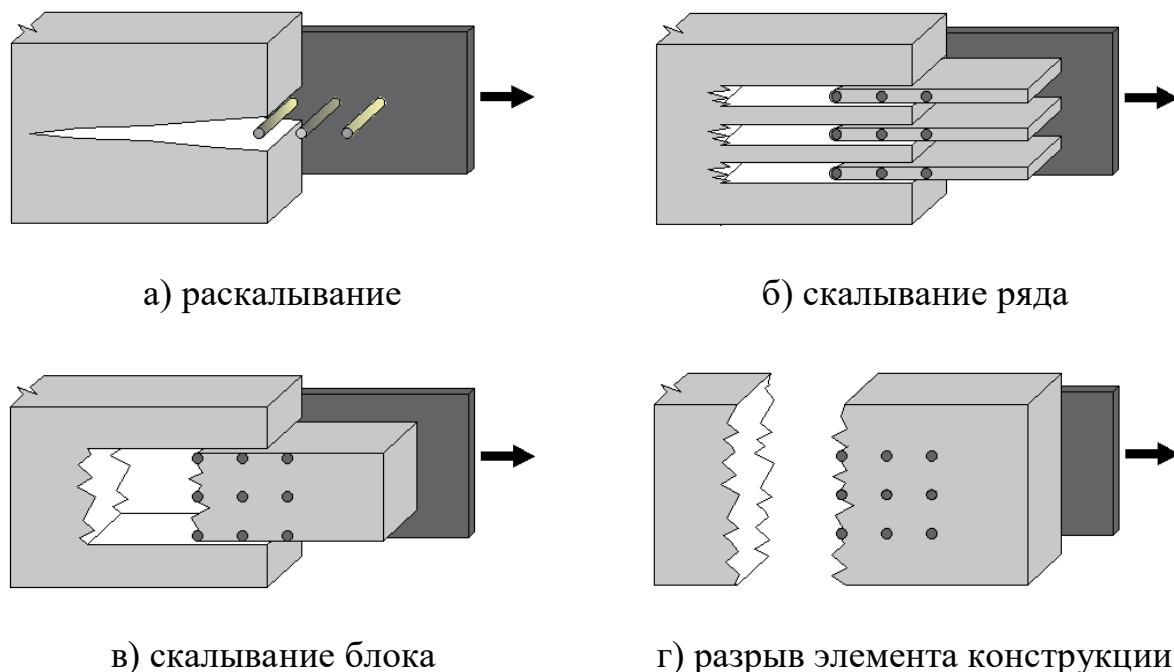 а) раскалывание
б) скалывание ряда
в) скалывание блока
г) разрыв элемента конструкции